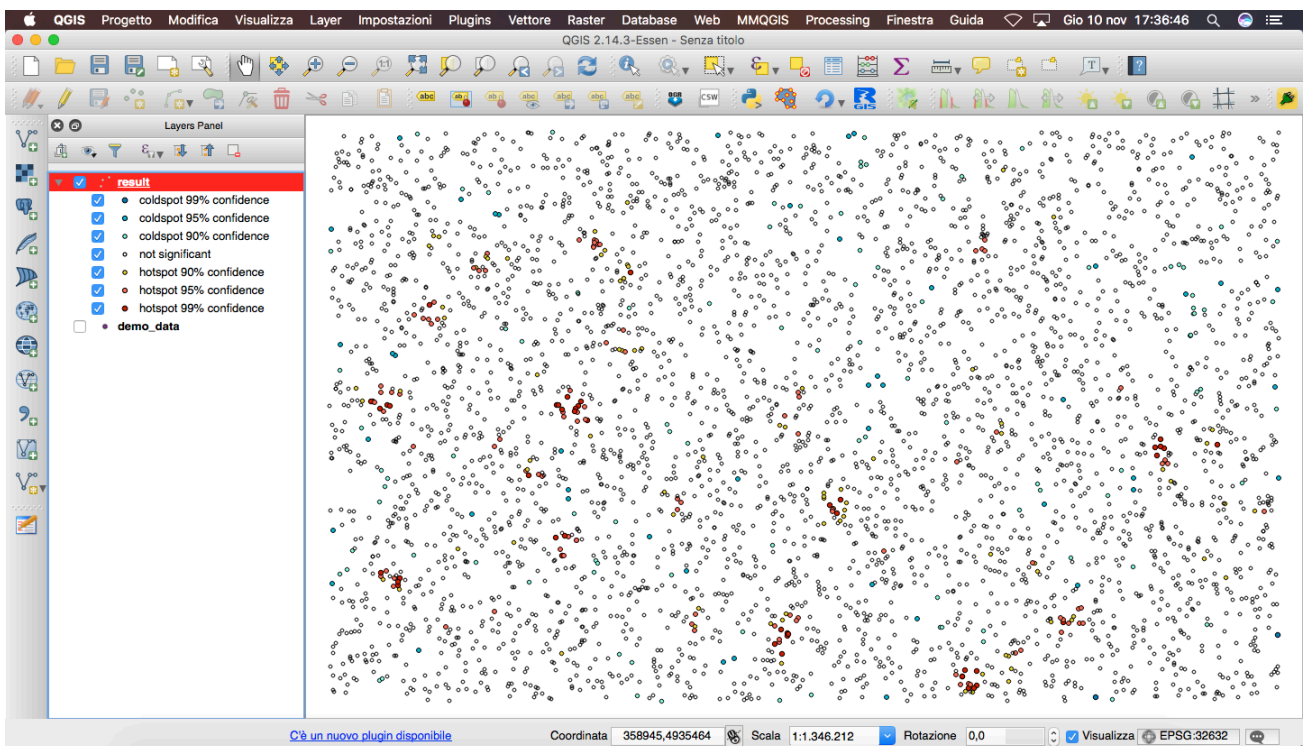 QGIS Progetto Modifica Visualizza Layer Impostazioni Plugins Vettore Raster Database Web MMQGIS Processing Finestra Guida Gio 10 nov 17:36:46
QGIS 2.14.3-Essen - Senza titolo
Layers Panel
result
coldspot 99% confidence
coldspot 95% confidence
coldspot 90% confidence
not significant
hotspot 90% confidence
hotspot 95% confidence
hotspot 99% confidence
demo_data
C'è un nuovo plugin disponibile Coordinata 358945,4935464 Scala 1:1.346.212 Rotazione 0,0 Visualizza EPSG:32632